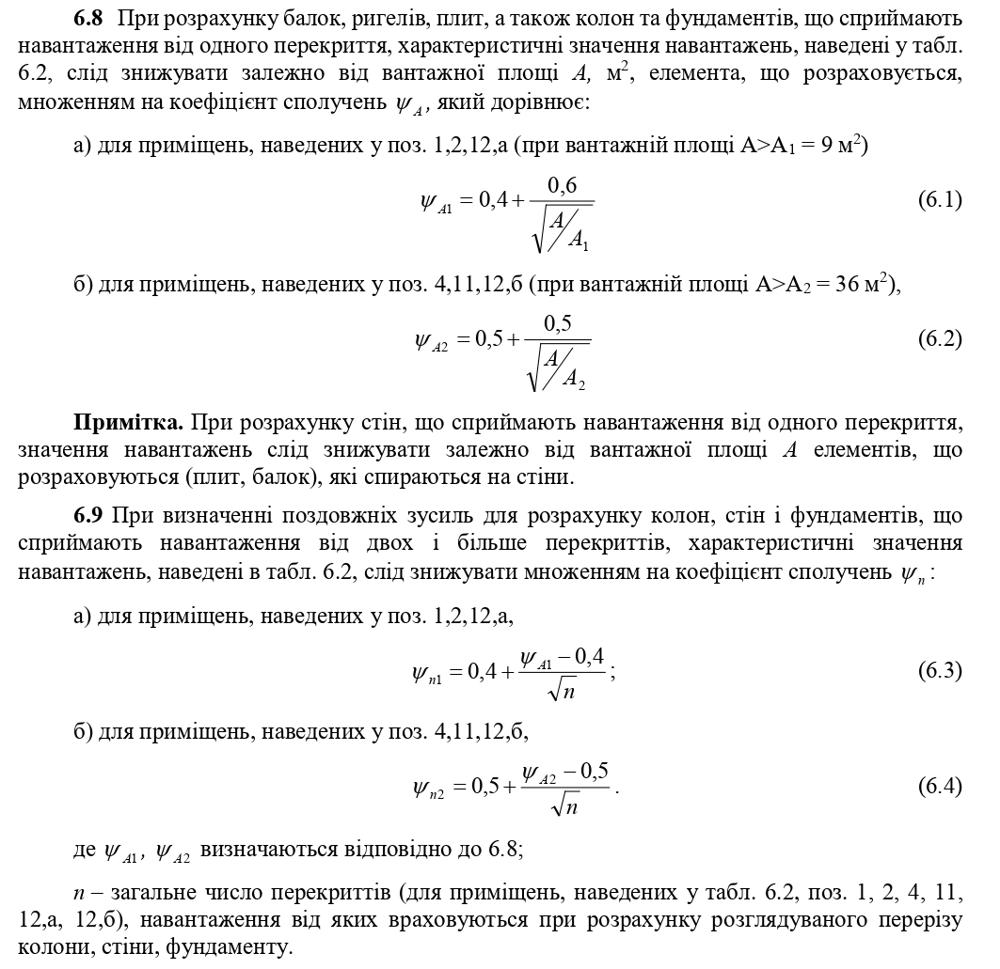 6.8 При розрахунку балок, ригелів, плит, а також колон та фундаментів, що сприймають
навантаження від одного перекриття, характеристичні значення навантажень, наведені у табл.
6.2, слід знижувати залежно від вантажної площі A, м², елемента, що розраховується,
множенням на коефіцієнт сполучень ψ_A, який дорівнює:
а) для приміщень, наведених у поз. 1,2,12,а (при вантажній площі А>А₁ = 9 м²)
ψ_A1 = 0,4 + 0,6 / √(A/A₁) (6.1)
б) для приміщень, наведених у поз. 4,11,12,б (при вантажній площі А>А₂ = 36 м²),
ψ_A2 = 0,5 + 0,5 / √(A/A₂) (6.2)
Примітка. При розрахунку стін, що сприймають навантаження від одного перекриття,
значення навантажень слід знижувати залежно від вантажної площі A елементів, що
розраховуються (плит, балок), які спираються на стіни.
6.9 При визначенні поздовжніх зусиль для розрахунку колон, стін і фундаментів, що
сприймають навантаження від двох і більше перекриттів, характеристичні значення
навантажень, наведені в табл. 6.2, слід знижувати множенням на коефіцієнт сполучень ψ_n :
а) для приміщень, наведених у поз. 1,2,12,а,
ψ_n1 = 0,4 + (ψ_A1 − 0,4) / √n ; (6.3)
б) для приміщень, наведених у поз. 4,11,12,б,
ψ_n2 = 0,5 + (ψ_A2 − 0,5) / √n . (6.4)
де ψ_A1, ψ_A2 визначаються відповідно до 6.8;
n – загальне число перекриттів (для приміщень, наведених у табл. 6.2, поз. 1, 2, 4, 11,
12,а, 12,б), навантаження від яких враховуються при розрахунку розглядуваного перерізу
колони, стіни, фундаменту.